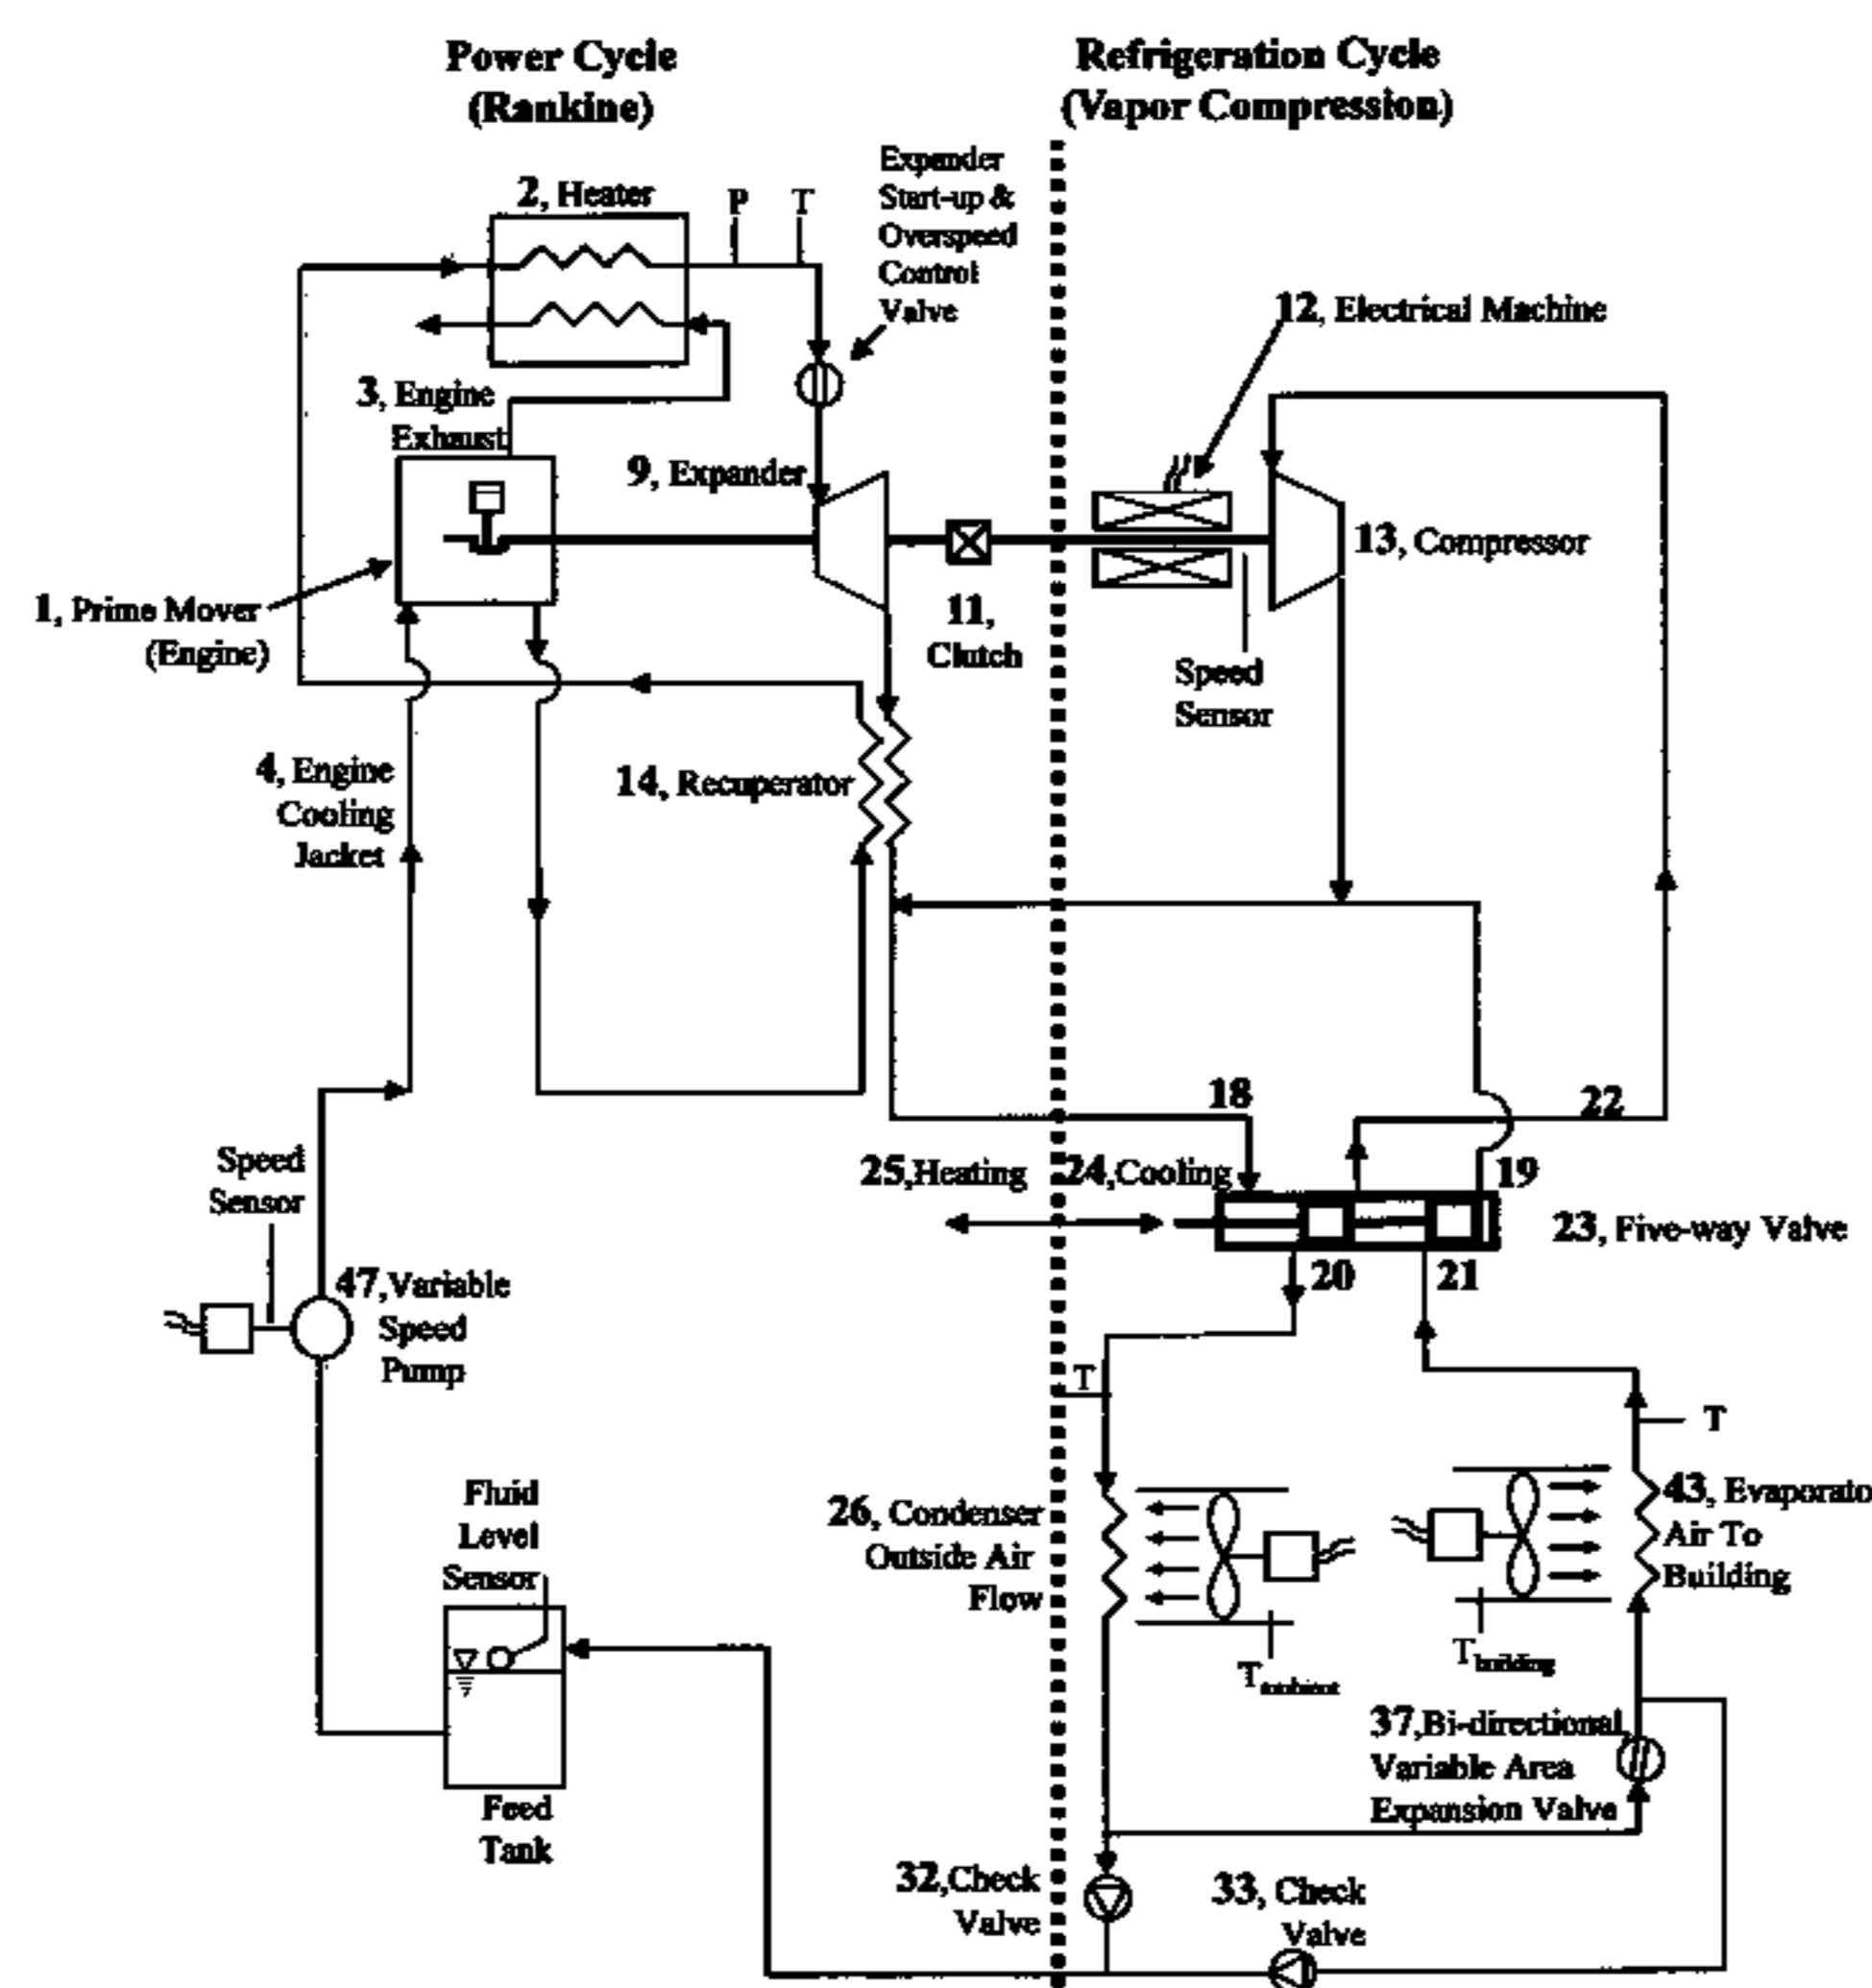 Power Cycle
(Rankine)
Refrigeration Cycle
(Vapor Compression)
Expander
Start-up &
Overspeed
Control
Valve
2, Heater
P
T
12, Electrical Machine
3, Engine
Exhaust
9, Expander
13, Compressor
1, Prime Mover
(Engine)
11,
Clutch
Speed
Sensor
4, Engine
Cooling
Jacket
14, Recuperator
18
22
25,Heating
24,Cooling
19
Speed
Sensor
23, Five-way Valve
20
21
47,Variable
Speed
Pump
T
T
Fluid
Level
Sensor
26, Condenser
Outside Air
Flow
43, Evaporato
Air To
Building
Tambient
Tbuilding
37,Bi-directional
Variable Area
Expansion Valve
Feed
Tank
32,Check
Valve
33, Check
Valve